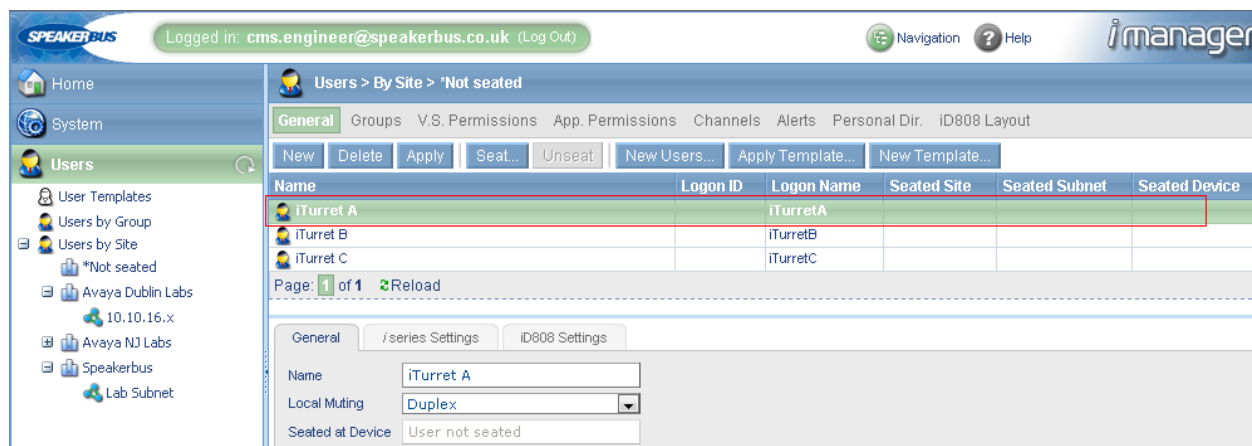 SPEAKERBUS
Logged in: cms.engineer@speakerbus.co.uk (Log Out)
Navigation
Help
imanager
Home
System
Users
User Templates
Users by Group
Users by Site
*Not seated
Avaya Dublin Labs
10.10.16.x
Avaya NJ Labs
Speakerbus
Lab Subnet
Users > By Site > *Not seated
General Groups V.S. Permissions App. Permissions Channels Alerts Personal Dir. iD808 Layout
New Delete Apply Seat... Unseat New Users... Apply Template... New Template...
Name Logon ID Logon Name Seated Site Seated Subnet Seated Device
iTurret A iTurretA
iTurret B iTurretB
iTurret C iTurretC
Page: 1 of 1 Reload
General i series Settings iD808 Settings
Name iTurret A
Local Muting Duplex
Seated at Device User not seated